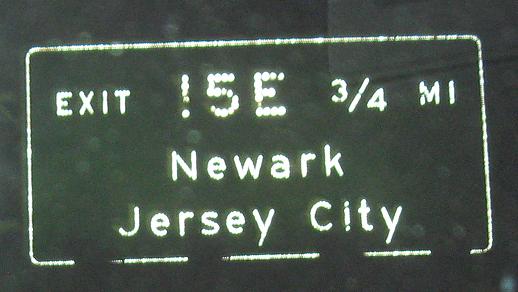 EXIT 15E 3/4 MI
Newark
Jersey City